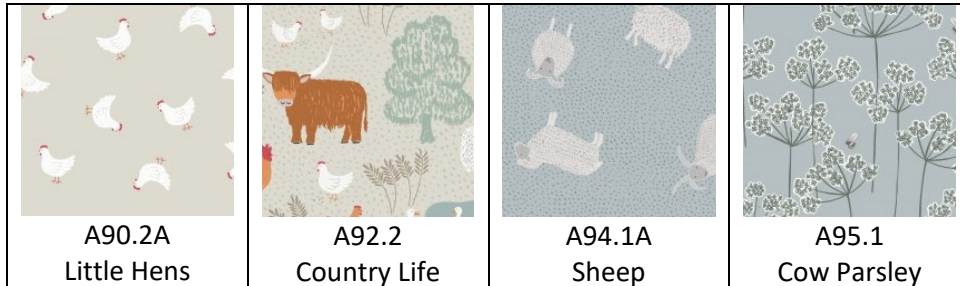 A90.2A
Little Hens
A92.2
Country Life
A94.1A
Sheep
A95.1
Cow Parsley